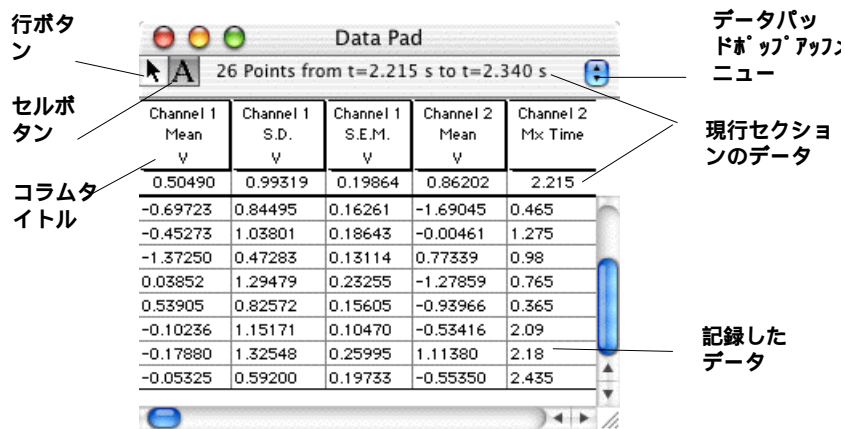 行ボタ
ン
セルボ
タン
コラムタ
イトル
Data Pad
A 26 Points from t=2.215 s to t=2.340 s
Channel 1 Channel 1 Channel 1 Channel 2 Channel 2
Mean S.D. S.E.M. Mean Mx Time
V V V V
0.50490 0.99319 0.19864 0.86202 2.215
-0.69723 0.84495 0.16261 -1.69045 0.465
-0.45273 1.03801 0.18643 -0.00461 1.275
-1.37250 0.47283 0.13114 0.77339 0.98
0.03852 1.29479 0.23255 -1.27859 0.765
0.53905 0.82572 0.15605 -0.93966 0.365
-0.10236 1.15171 0.10470 -0.53416 2.09
-0.17880 1.32548 0.25995 1.11380 2.18
-0.05325 0.59200 0.19733 -0.55350 2.435
データパッ
ドﾎﾟｯﾌﾟｱｯﾌﾟメ
ニュー
現行セクショ
ンのデータ
記録した
データ